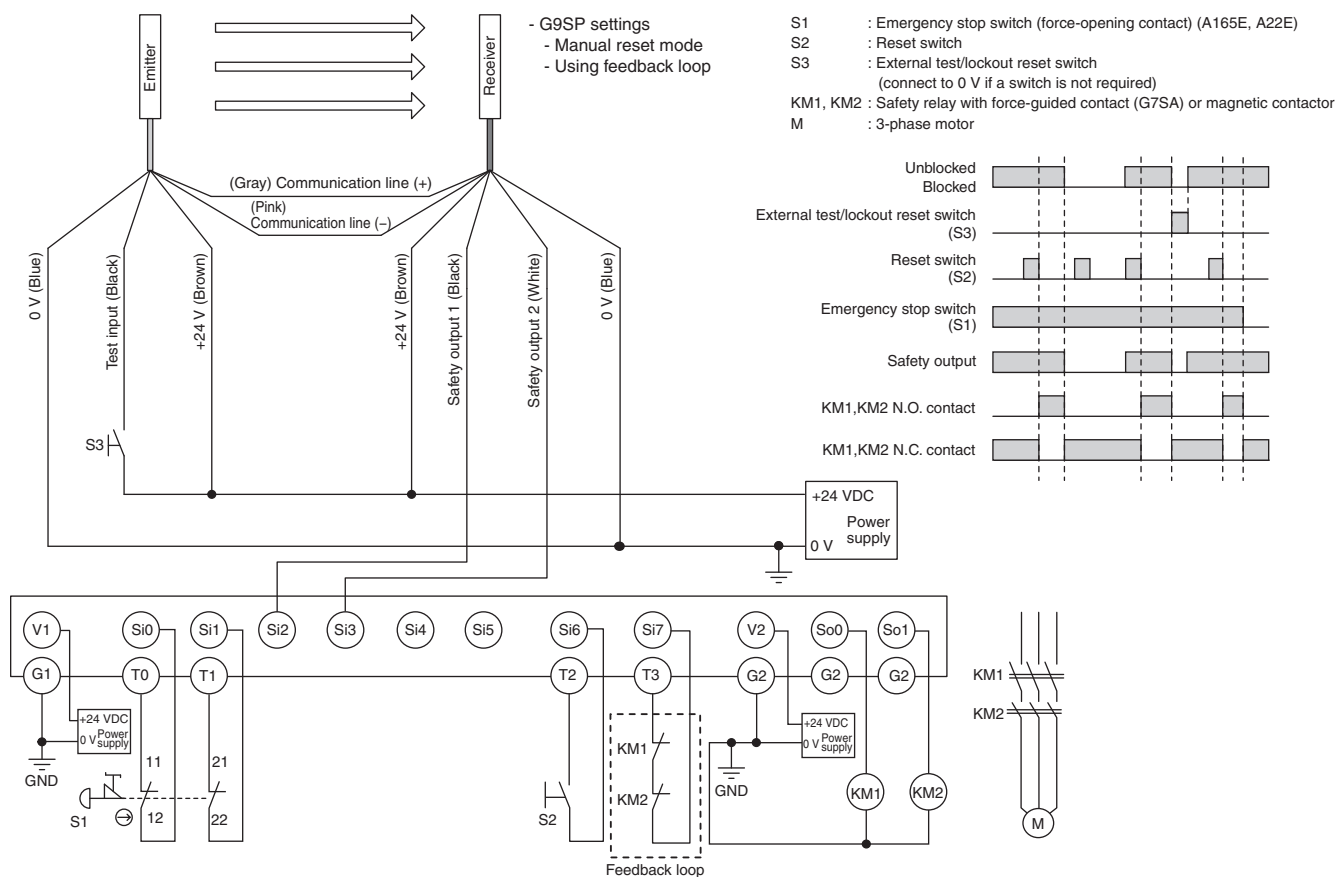 Emitter
Receiver
- G9SP settings
- Manual reset mode
- Using feedback loop
S1 : Emergency stop switch (force-opening contact) (A165E, A22E)
S2 : Reset switch
S3 : External test/lockout reset switch
(connect to 0 V if a switch is not required)
KM1, KM2 : Safety relay with force-guided contact (G7SA) or magnetic contactor
M : 3-phase motor
(Gray) Communication line (+)
(Pink)
Communication line (−)
0 V (Blue)
Test input (Black)
+24 V (Brown)
+24 V (Brown)
Safety output 1 (Black)
Safety output 2 (White)
0 V (Blue)
S3
+24 VDC
Power
supply
0 V
Unblocked
Blocked
External test/lockout reset switch
(S3)
Reset switch
(S2)
Emergency stop switch
(S1)
Safety output
KM1,KM2 N.O. contact
KM1,KM2 N.C. contact
V1 Si0 Si1 Si2 Si3 Si4 Si5 Si6 Si7 V2 So0 So1
G1 T0 T1 T2 T3 G2 G2 G2
+24 VDC
0 V Power
supply
GND
11
21
S1
12
22
S2
KM1
KM2
Feedback loop
+24 VDC
0 V Power
supply
GND
KM1
KM2
KM1
KM2
M